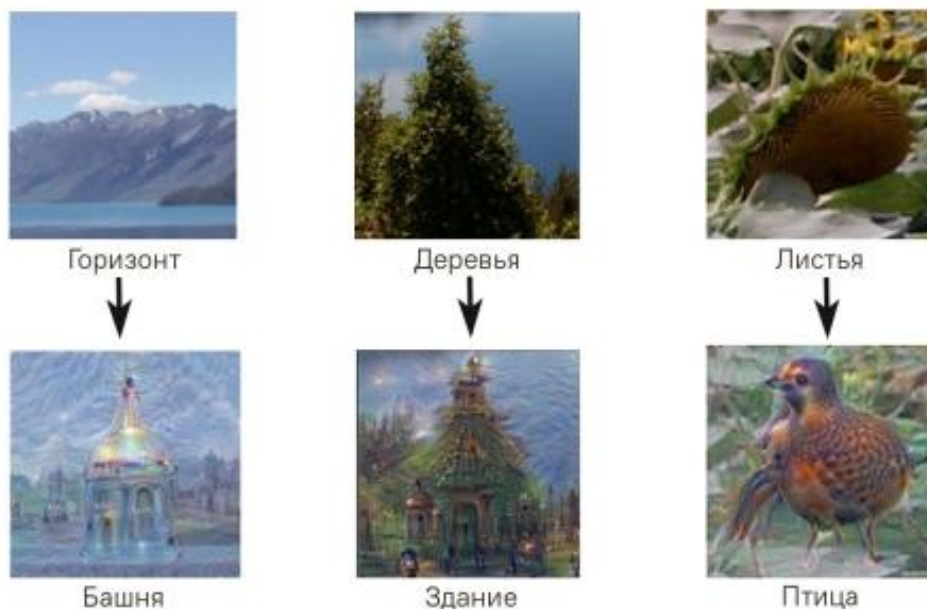 Горизонт
Деревья
Листья
Башня
Здание
Птица